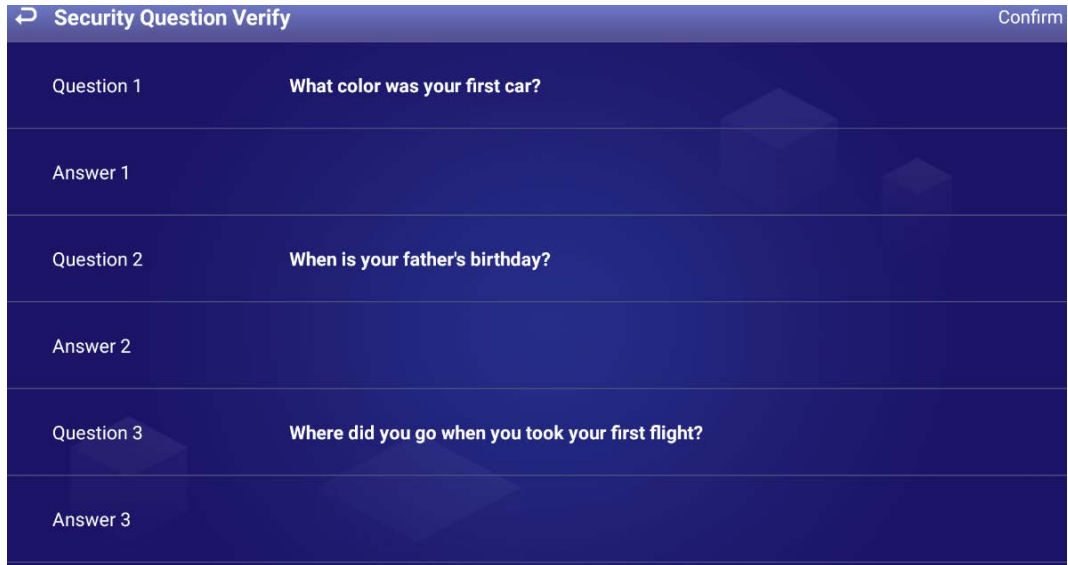 Security Question Verify Confirm
Question 1 What color was your first car?
Answer 1
Question 2 When is your father's birthday?
Answer 2
Question 3 Where did you go when you took your first flight?
Answer 3